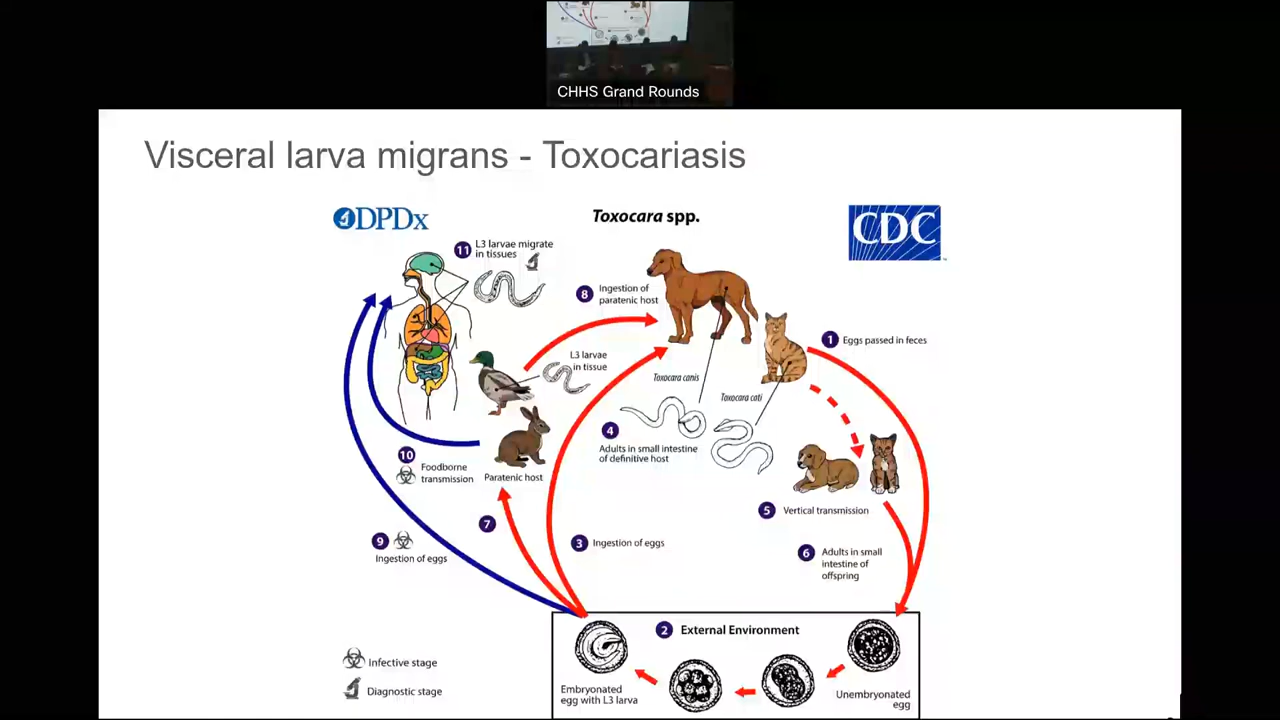 CHHS Grand Rounds
Visceral larva migrans - Toxocariasis
DPDx
Toxocara spp.
CDC
11 L3 larvae migrate
in tissues
8 Ingestion of
paratenic host
1 Eggs passed in feces
L3 larvae
in tissue
Toxocara canis
Toxocara cati
4
Adults in small intestine
of definitive host
10
Foodborne
transmission
Paratenic host
5 Vertical transmission
7
9
Ingestion of eggs
3 Ingestion of eggs
6 Adults in small
intestine of
offspring
2 External Environment
Embryonated
egg with L3 larva
Unembryonated
egg
Infective stage
Diagnostic stage